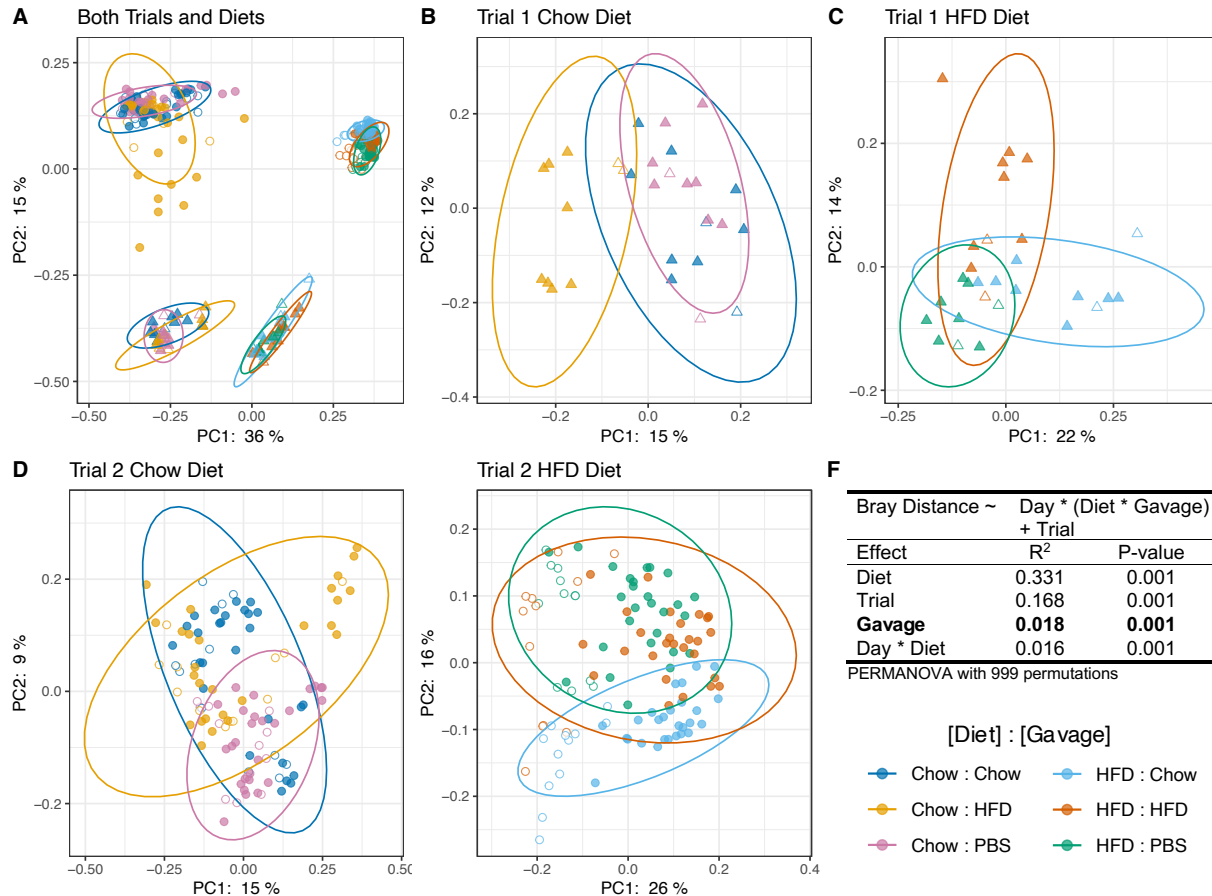 A Both Trials and Diets
0.25
0.00
−0.25
−0.50
PC2: 15 %
−0.50 −0.25 0.00 0.25
PC1: 36 %
B Trial 1 Chow Diet
0.2
0.0
−0.2
−0.4
PC2: 12 %
−0.2 0.0 0.2
PC1: 15 %
C Trial 1 HFD Diet
0.2
0.0
−0.2
PC2: 14 %
−0.25 0.00 0.25
PC1: 22 %
D Trial 2 Chow Diet
0.2
0.0
−0.2
PC2: 9 %
−0.50 −0.25 0.00 0.25 0.50
PC1: 15 %
Trial 2 HFD Diet
0.2
0.1
0.0
−0.1
−0.2
PC2: 16 %
−0.2 0.0 0.2 0.4
PC1: 26 %
F
Bray Distance ~ Day * (Diet * Gavage)
+ Trial
Effect R² P-value
Diet 0.331 0.001
Trial 0.168 0.001
Gavage 0.018 0.001
Day * Diet 0.016 0.001
PERMANOVA with 999 permutations
[Diet] : [Gavage]
Chow : Chow HFD : Chow
Chow : HFD HFD : HFD
Chow : PBS HFD : PBS